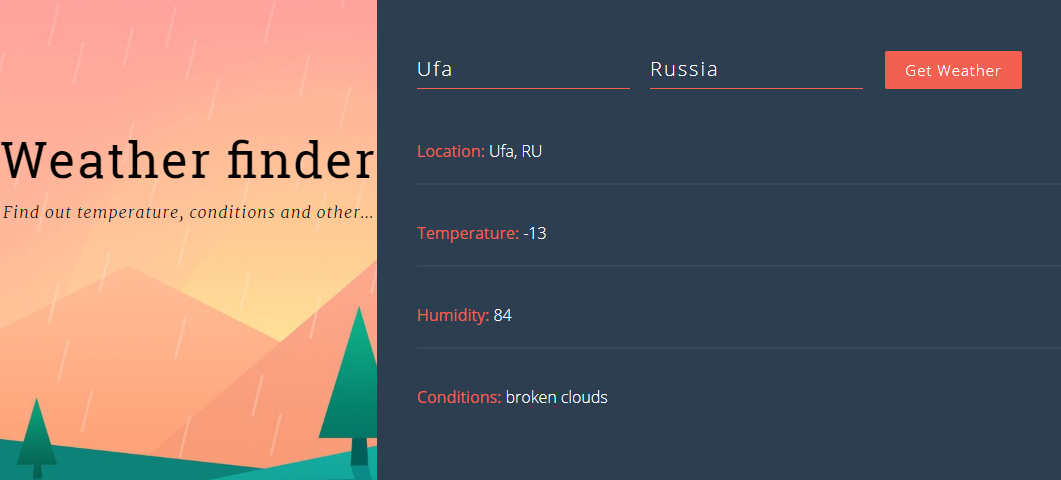 Weather finder
Find out temperature, conditions and other...
Ufa
Russia
Get Weather
Location: Ufa, RU
Temperature: -13
Humidity: 84
Conditions: broken clouds